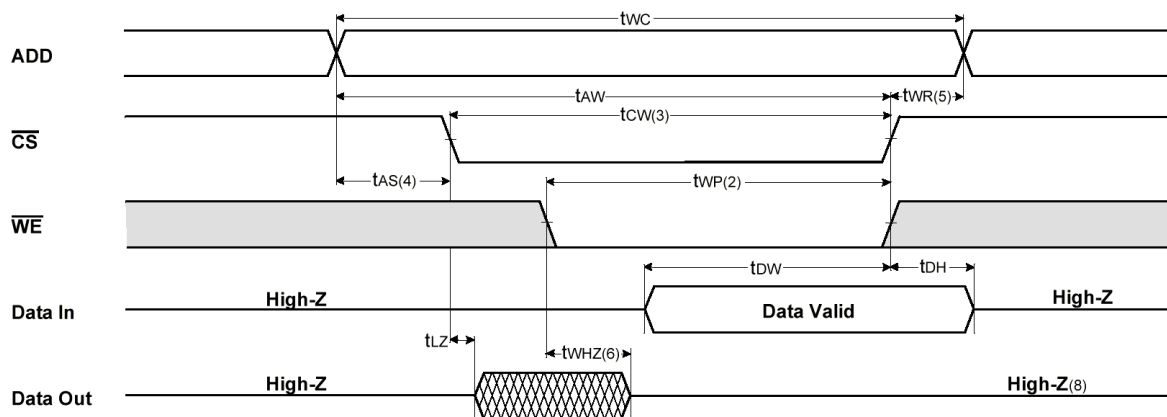 tWC
ADD
tAW tWR(5)
tCW(3)
CS
tAS(4) tWP(2)
WE
tDW tDH
High-Z Data Valid High-Z
Data In
tLZ tWHZ(6)
High-Z High-Z(8)
Data Out